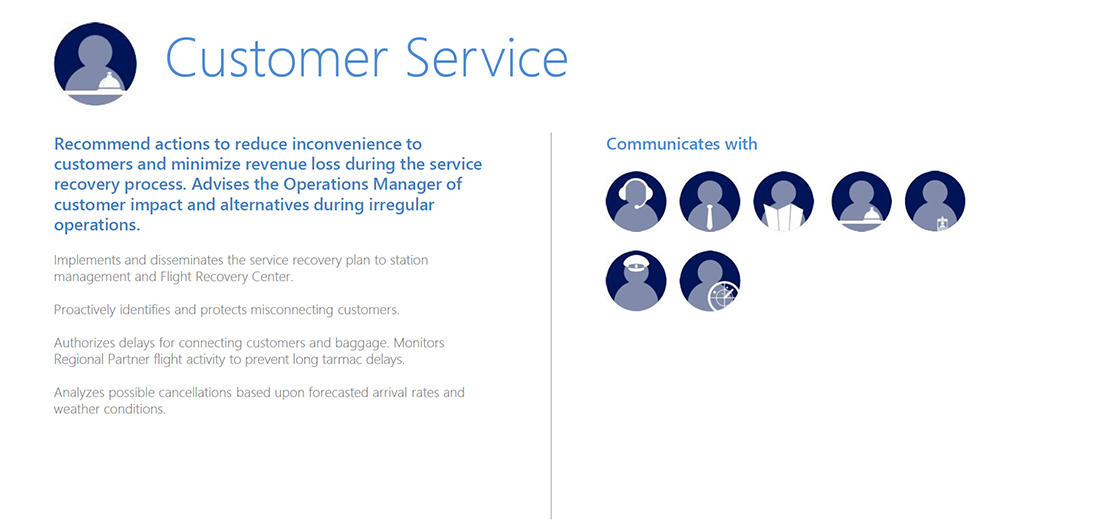 Customer Service
Recommend actions to reduce inconvenience to
customers and minimize revenue loss during the service
recovery process. Advises the Operations Manager of
customer impact and alternatives during irregular
operations.
Implements and disseminates the service recovery plan to station
management and Flight Recovery Center.
Proactively identifies and protects misconnecting customers.
Authorizes delays for connecting customers and baggage. Monitors
Regional Partner flight activity to prevent long tarmac delays.
Analyzes possible cancellations based upon forecasted arrival rates and
weather conditions.
Communicates with